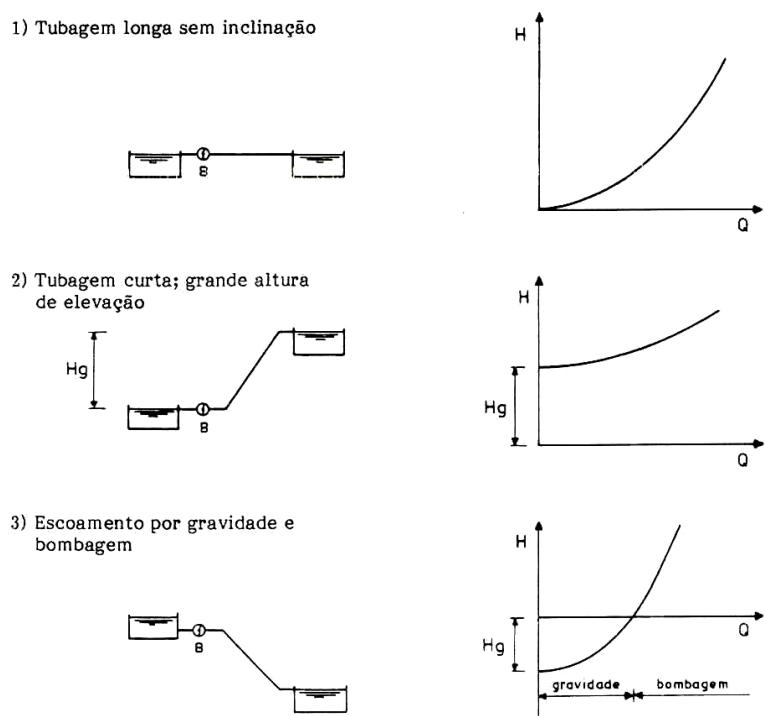 1) Tubagem longa sem inclinação
H
B
Q
2) Tubagem curta; grande altura
de elevação
H
Hg
B
Hg
Q
3) Escoamento por gravidade e
bombagem
H
B
Q
Hg
gravidade
bombagem